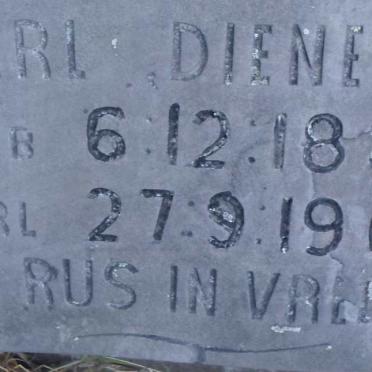 RL DIENE
B 6.12.18
RL 27.9.19
RUS IN VRE